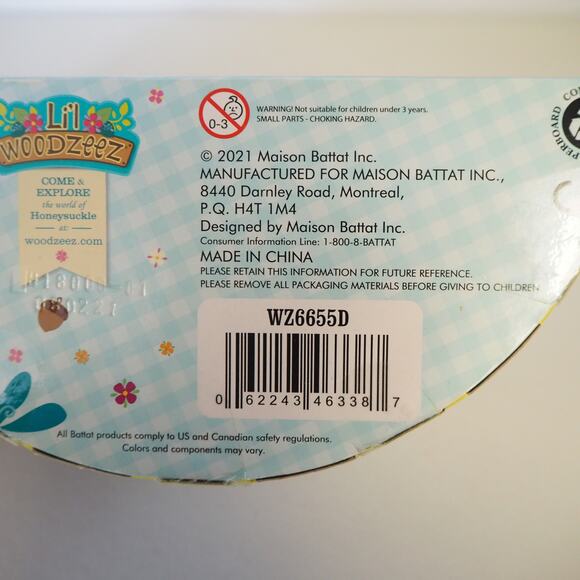 Li'l
WOODZEEZ
COME &
EXPLORE
the world of
Honeysuckle
at:
woodzeez.com
0-3
WARNING! Not suitable for children under 3 years.
SMALL PARTS - CHOKING HAZARD.
© 2021 Maison Battat Inc.
MANUFACTURED FOR MAISON BATTAT INC.,
8440 Darnley Road, Montreal,
P.Q. H4T 1M4
Designed by Maison Battat Inc.
Consumer Information Line: 1-800-8-BATTAT
MADE IN CHINA
PLEASE RETAIN THIS INFORMATION FOR FUTURE REFERENCE.
PLEASE REMOVE ALL PACKAGING MATERIALS BEFORE GIVING TO CHILDREN
WZ6655D
0 62243 46338 7
All Battat products comply to US and Canadian safety regulations.
Colors and components may vary.